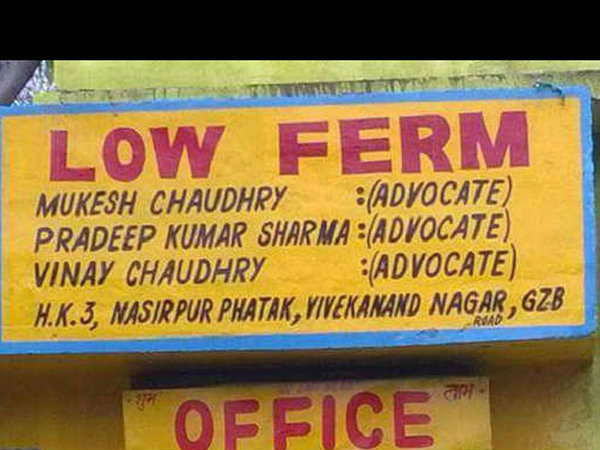 LOW FERM
MUKESH CHAUDHRY :(ADVOCATE)
PRADEEP KUMAR SHARMA :(ADVOCATE)
VINAY CHAUDHRY :(ADVOCATE)
H.K.3, NASIRPUR PHATAK, VIVEKANAND NAGAR, GZB
ROAD
शुभ लाभ
OFFICE